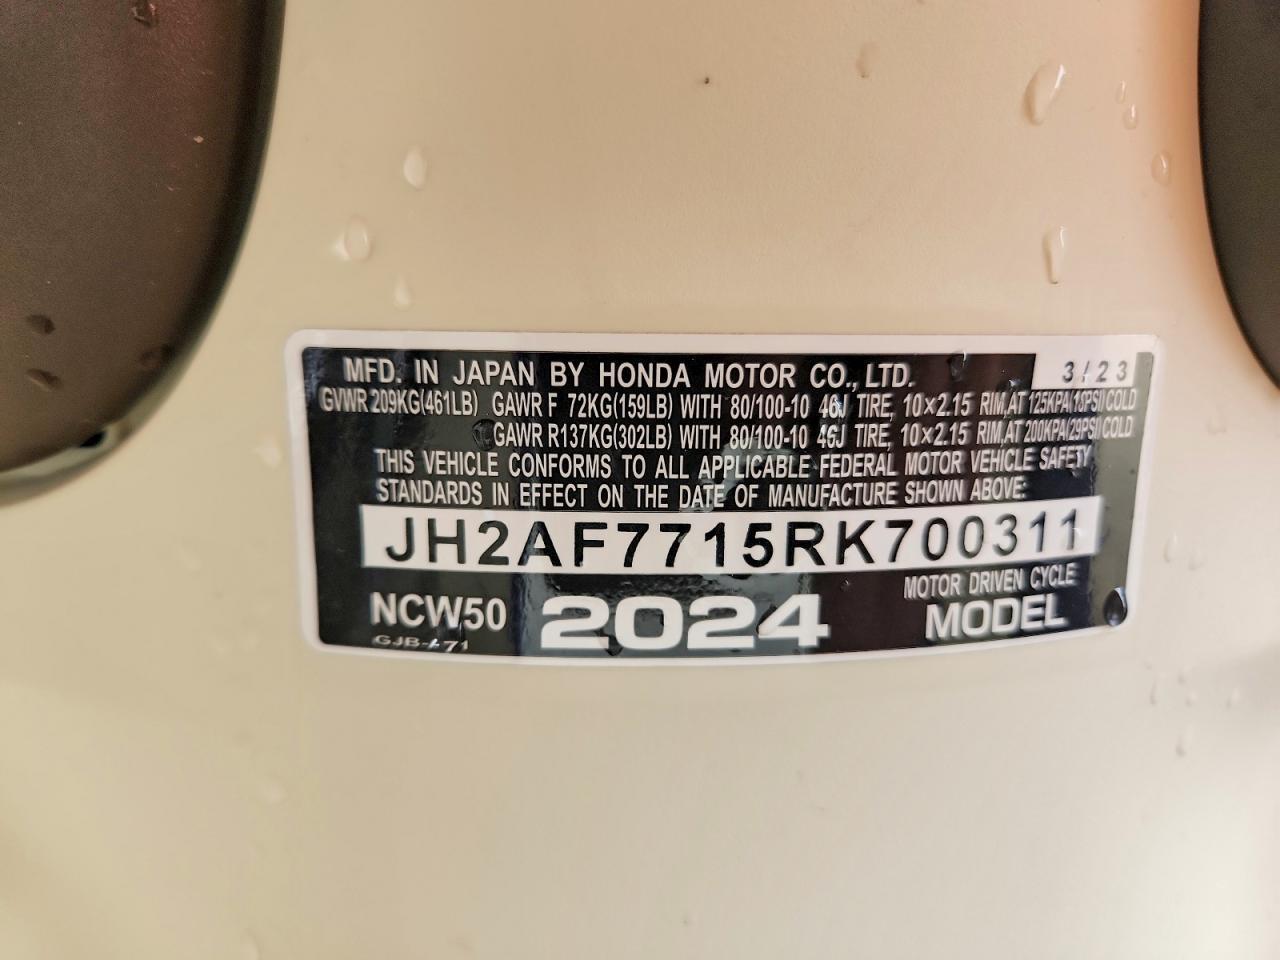 MFD. IN JAPAN BY HONDA MOTOR CO., LTD. 3/23
GVWR 209KG(461LB) GAWR F 72KG(159LB) WITH 80/100-10 46J TIRE, 10×2.15 RIM,AT 125KPA(18PSI)COLD
GAWR R137KG(302LB) WITH 80/100-10 46J TIRE, 10×2.15 RIM,AT 200KPA(29PSI)COLD
THIS VEHICLE CONFORMS TO ALL APPLICABLE FEDERAL MOTOR VEHICLE SAFETY
STANDARDS IN EFFECT ON THE DATE OF MANUFACTURE SHOWN ABOVE:
JH2AF7715RK700311
MOTOR DRIVEN CYCLE
NCW50 2024 MODEL